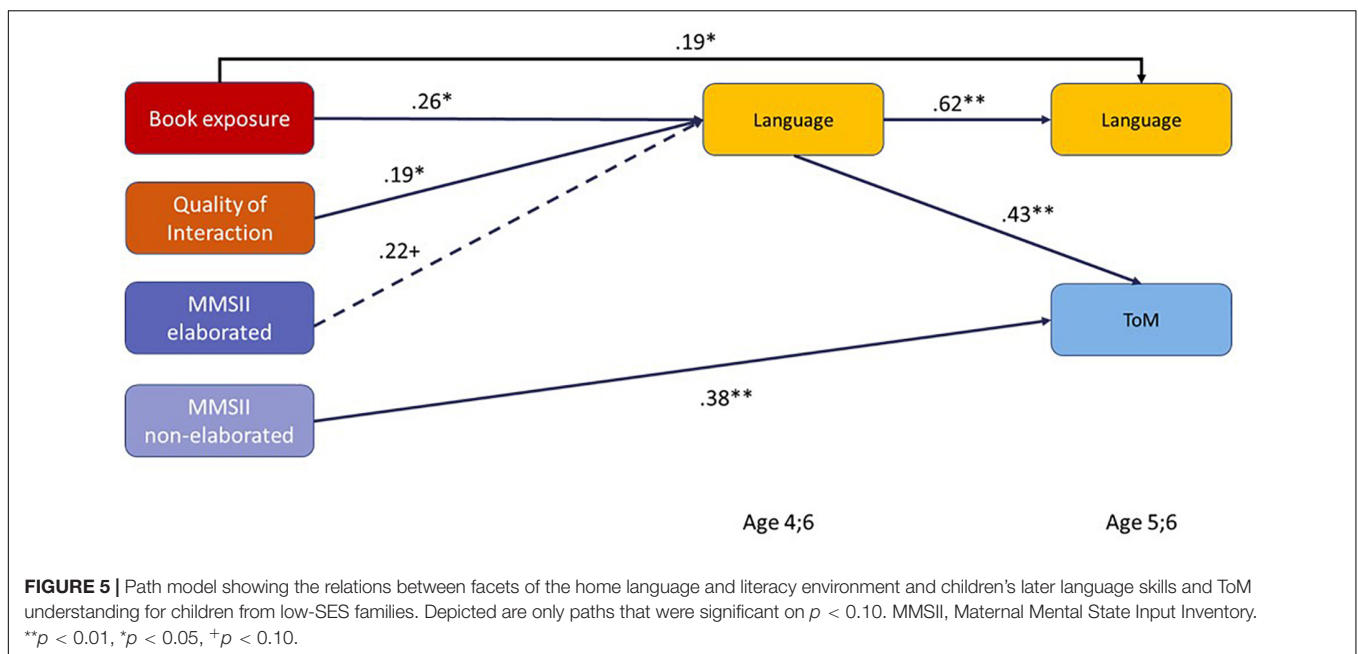 .19*
Book exposure
.26*
Language
.62**
Language
.19*
Quality of
Interaction
.43**
.22+
MMSII
elaborated
ToM
MMSII
non-elaborated
.38**
Age 4;6
Age 5;6
FIGURE 5 | Path model showing the relations between facets of the home language and literacy environment and children’s later language skills and ToM
understanding for children from low-SES families. Depicted are only paths that were significant on p < 0.10. MMSII, Maternal Mental State Input Inventory.
**p < 0.01, *p < 0.05, +p < 0.10.